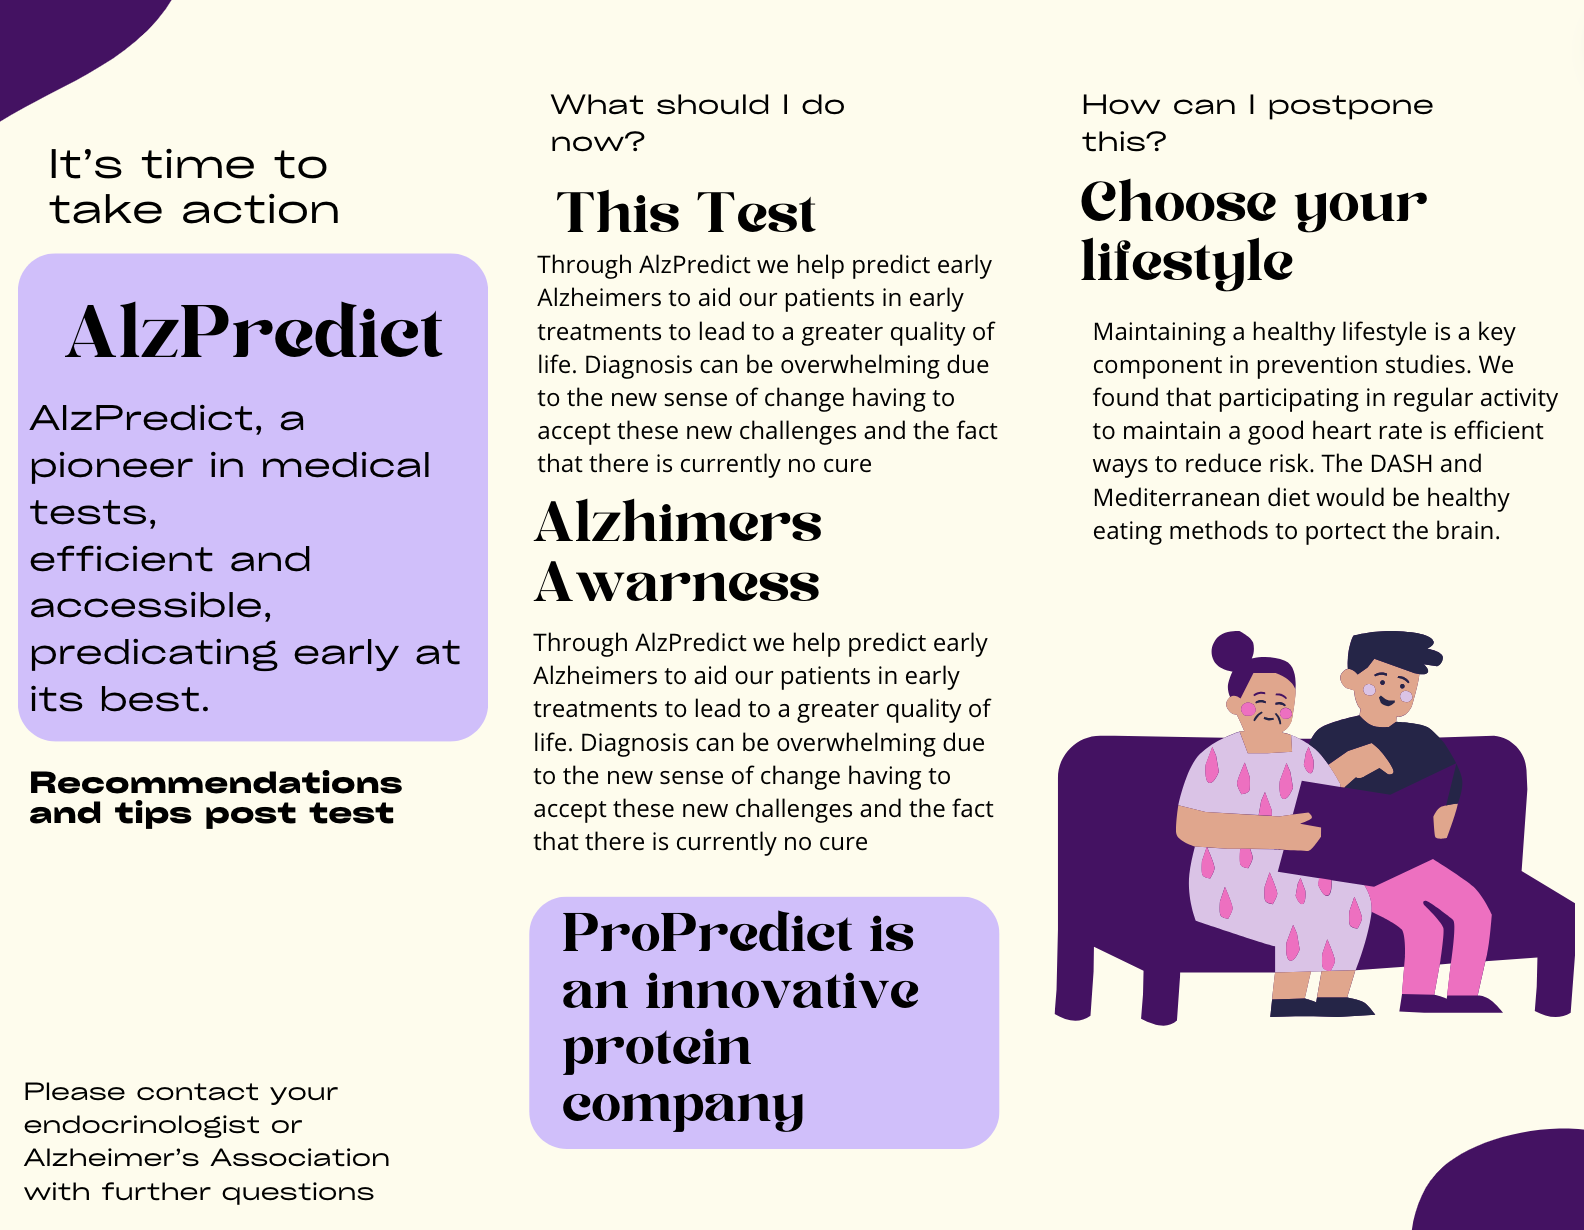 It’s time to
take action
AlzPredict
AlzPredict, a
pioneer in medical
tests,
efficient and
accessible,
predicating early at
its best.
Recommendations
and tips post test
Please contact your
endocrinologist or
Alzheimer’s Association
with further questions
What should I do
now?
This Test
Through AlzPredict we help predict early
Alzheimers to aid our patients in early
treatments to lead to a greater quality of
life. Diagnosis can be overwhelming due
to the new sense of change having to
accept these new challenges and the fact
that there is currently no cure
Alzhimers
Awarness
Through AlzPredict we help predict early
Alzheimers to aid our patients in early
treatments to lead to a greater quality of
life. Diagnosis can be overwhelming due
to the new sense of change having to
accept these new challenges and the fact
that there is currently no cure
ProPredict is
an innovative
protein
company
How can I postpone
this?
Choose your
lifestyle
Maintaining a healthy lifestyle is a key
component in prevention studies. We
found that participating in regular activity
to maintain a good heart rate is efficient
ways to reduce risk. The DASH and
Mediterranean diet would be healthy
eating methods to portect the brain.